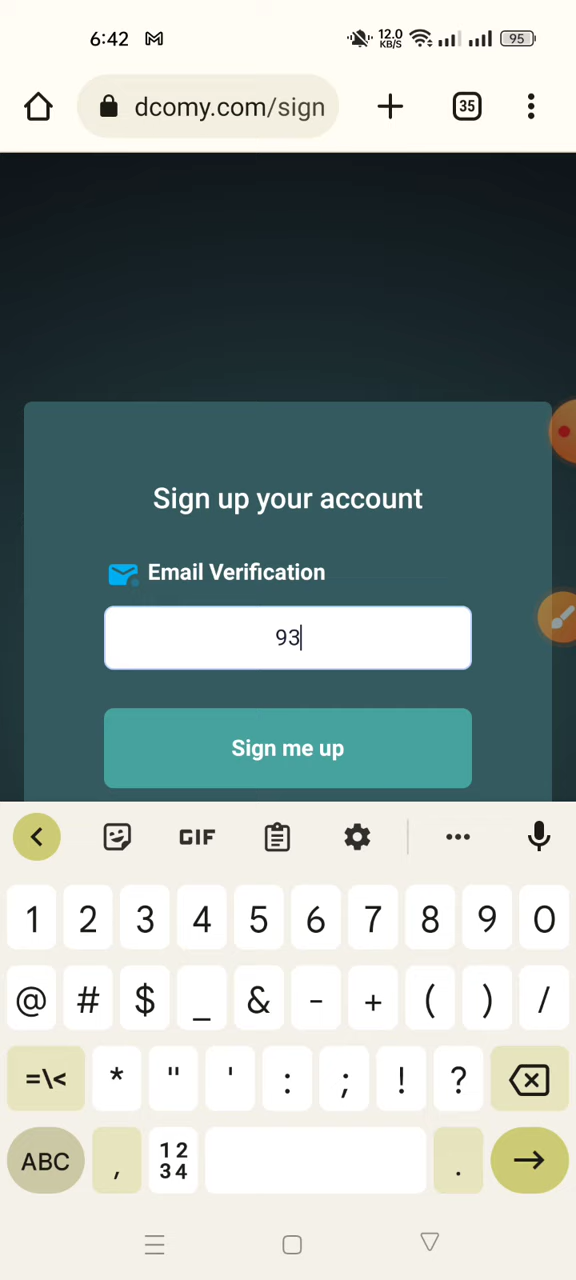 6:42 12.0 KB/S 95
dcomy.com/sign 35
Sign up your account
Email Verification
93
Sign me up
GIF
1 2 3 4 5 6 7 8 9 0
@ # $ _ & - + ( ) /
=\< * " ' : ; ! ?
ABC , 12 34 .